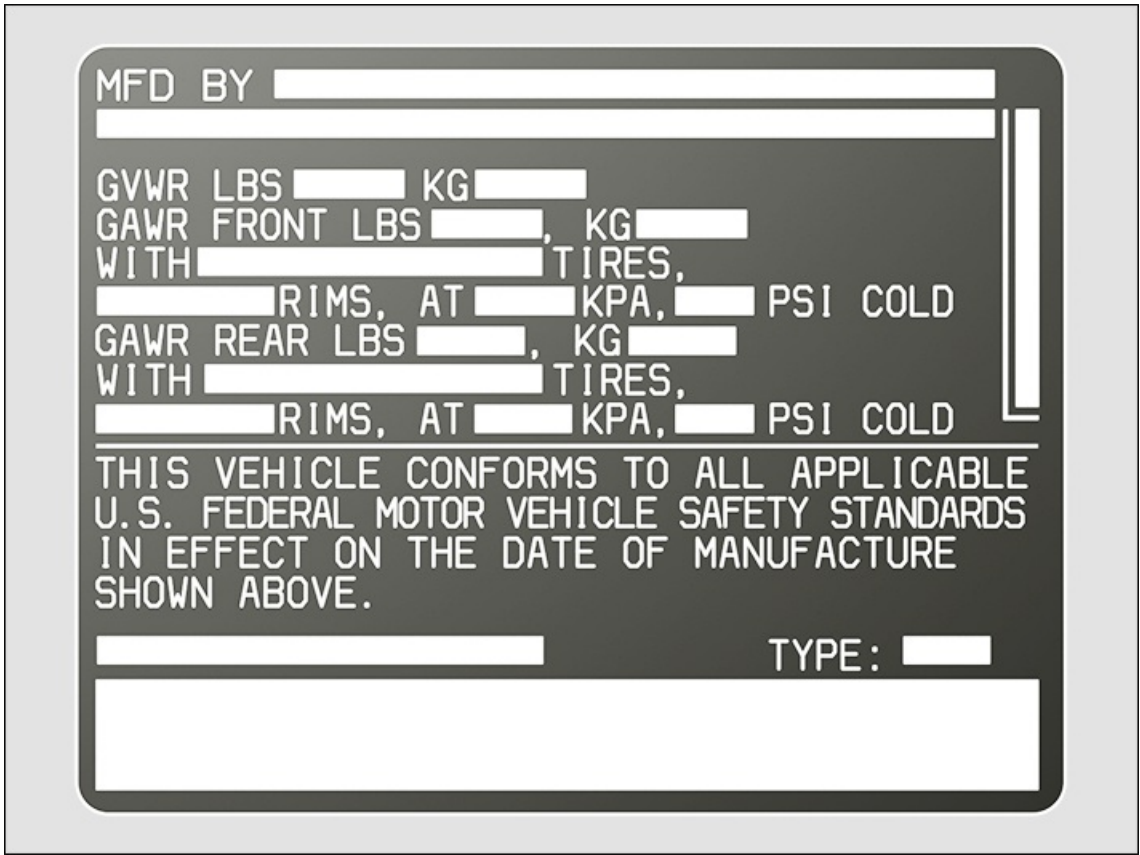 MFD BY
GVWR LBS KG
GAWR FRONT LBS , KG
WITH TIRES,
RIMS, AT KPA, PSI COLD
GAWR REAR LBS , KG
WITH TIRES,
RIMS, AT KPA, PSI COLD
THIS VEHICLE CONFORMS TO ALL APPLICABLE
U.S. FEDERAL MOTOR VEHICLE SAFETY STANDARDS
IN EFFECT ON THE DATE OF MANUFACTURE
SHOWN ABOVE.
TYPE: